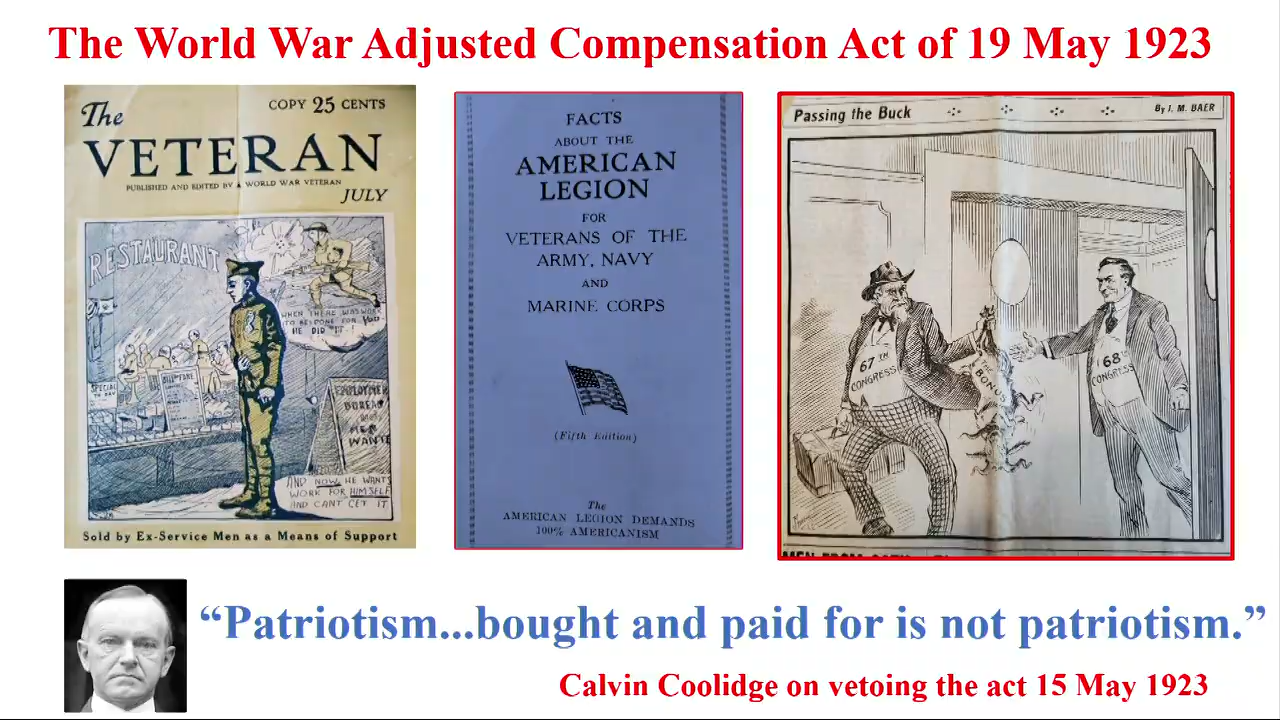 The World War Adjusted Compensation Act of 19 May 1923
The
COPY 25 CENTS
VETERAN
PUBLISHED AND EDITED BY A WORLD WAR VETERAN
JULY
RESTAURANT
WHEN THERE WAS WORK
TO BE DONE FOR YOU
HE DID "IT"!
SPECIAL
EMPLOYMENT
BUREAU
MEN
WANTED
AND NOW HE WANTS
WORK FOR HIMSELF
AND CAN'T GET IT
Sold by Ex-Service Men as a Means of Support
FACTS
ABOUT THE
AMERICAN
LEGION
FOR
VETERANS OF THE
ARMY, NAVY
AND
MARINE CORPS
(Fifth Edition)
The
AMERICAN LEGION DEMANDS
100% AMERICANISM
Passing the Buck
By J. M. BAER
67TH
CONGRESS
BONUS
68TH
CONGRESS
“Patriotism...bought and paid for is not patriotism.”
Calvin Coolidge on vetoing the act 15 May 1923